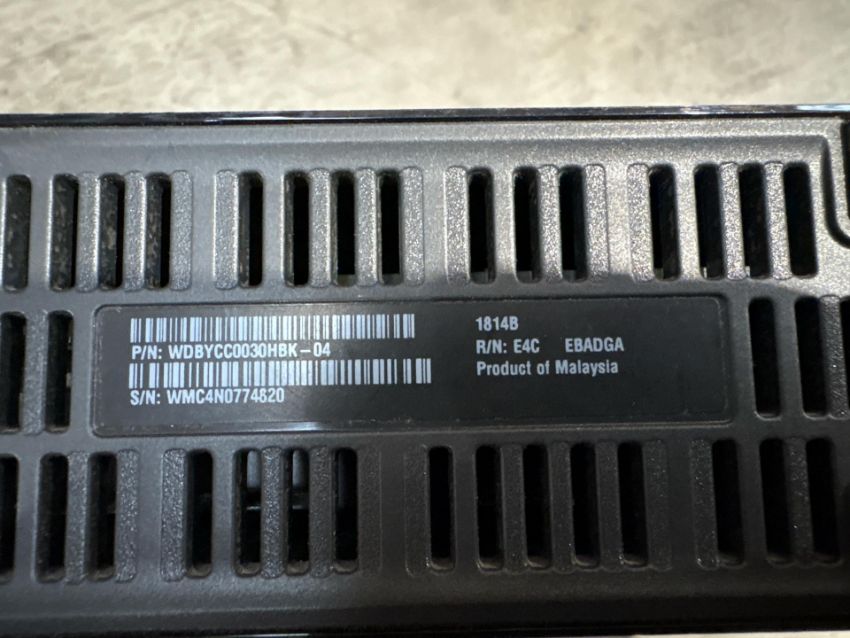 P/N: WDBYCC0030HBK-04
S/N: WMC4N0774820
1814B
R/N: E4C EBADGA
Product of Malaysia